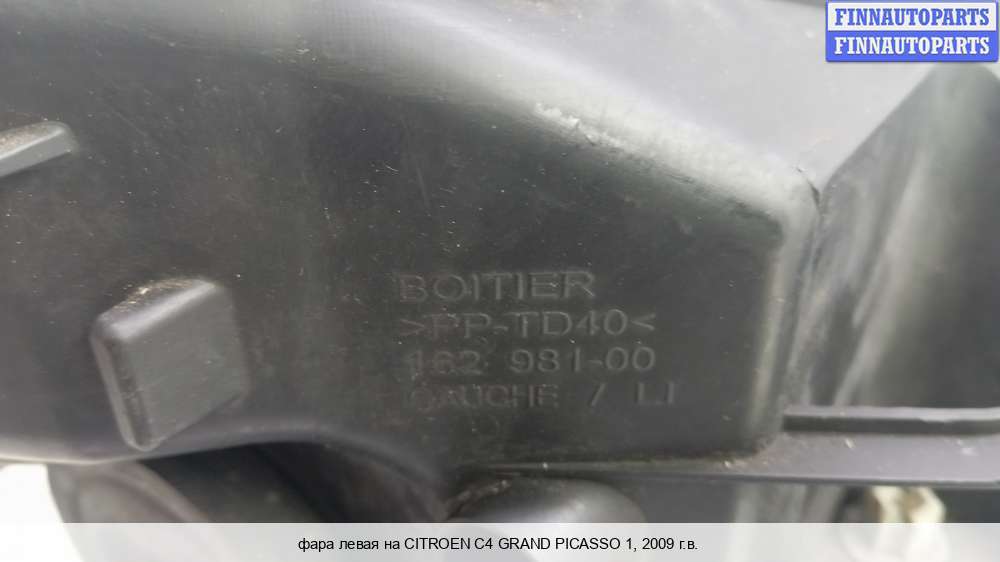 FINNAUTOPARTS
FINNAUTOPARTS
BOITIER
>PP-TD40<
162 981-00
GAUCHE / LI
фара левая на CITROEN C4 GRAND PICASSO 1, 2009 г.в.